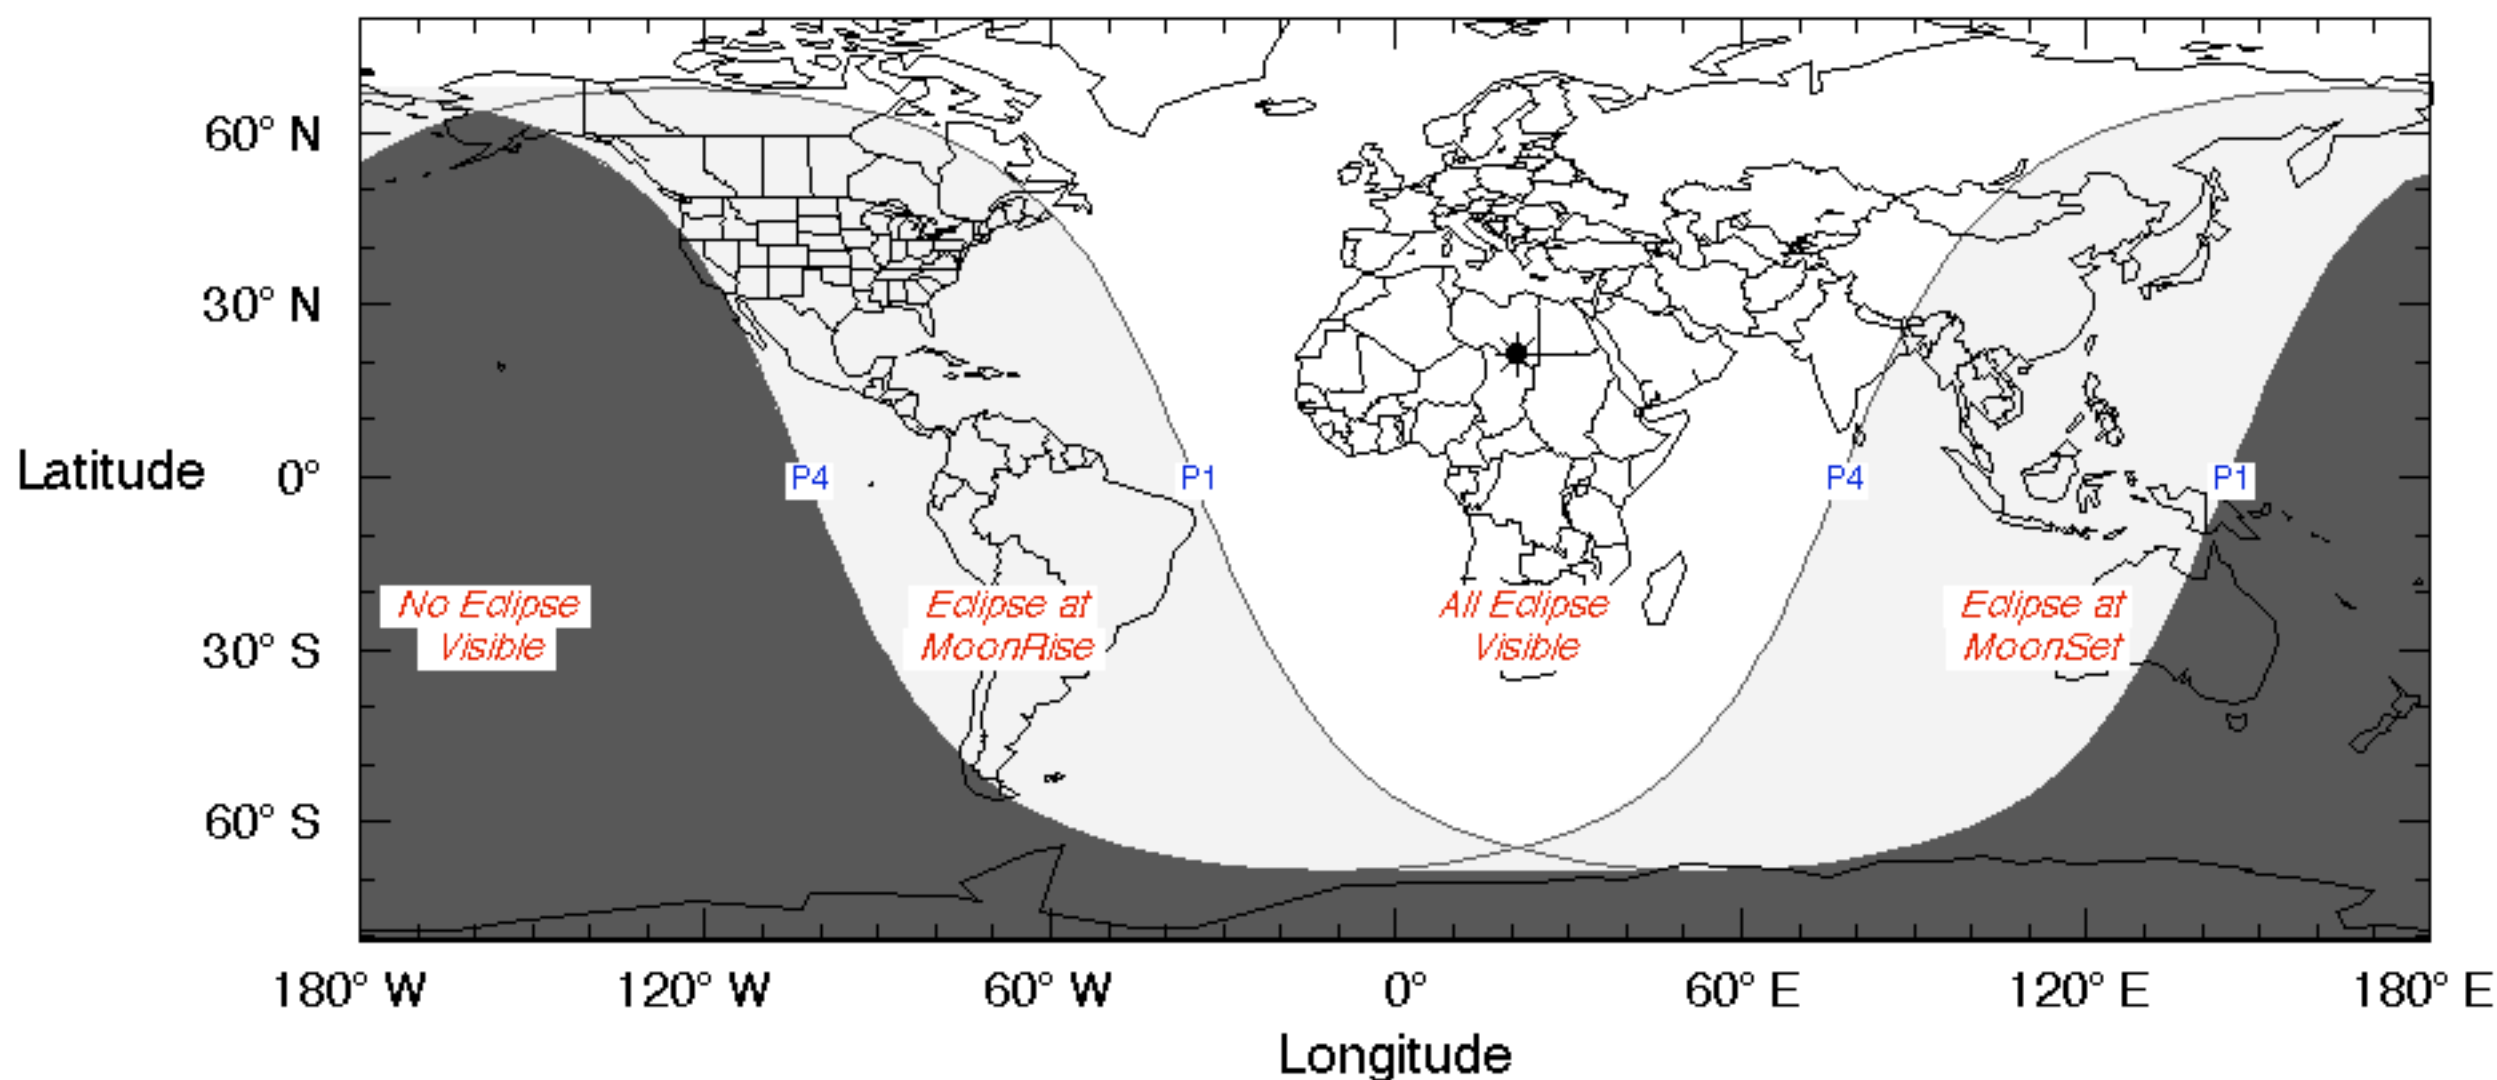 60° N
30° N
Latitude 0°
P4 P1 P4 P1
No Eclipse
Visible
Eclipse at
MoonRise
All Eclipse
Visible
Eclipse at
MoonSet
30° S
60° S
180° W 120° W 60° W 0° 60° E 120° E 180° E
Longitude